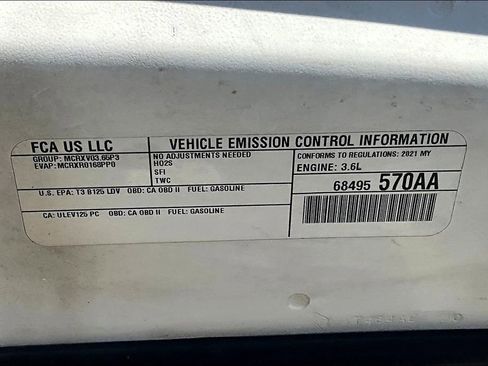 FCA US LLC
VEHICLE EMISSION CONTROL INFORMATION
GROUP: MCRXV03.65P3
EVAP: MCRXR0168PP0
NO ADJUSTMENTS NEEDED
HO2S
SFI
TWC
CONFORMS TO REGULATIONS: 2021 MY
ENGINE: 3.6L
68495 570AA
U.S. EPA: T3 B125 LDV OBD: CA OBD II FUEL: GASOLINE
CA: ULEV125 PC OBD: CA OBD II FUEL: GASOLINE